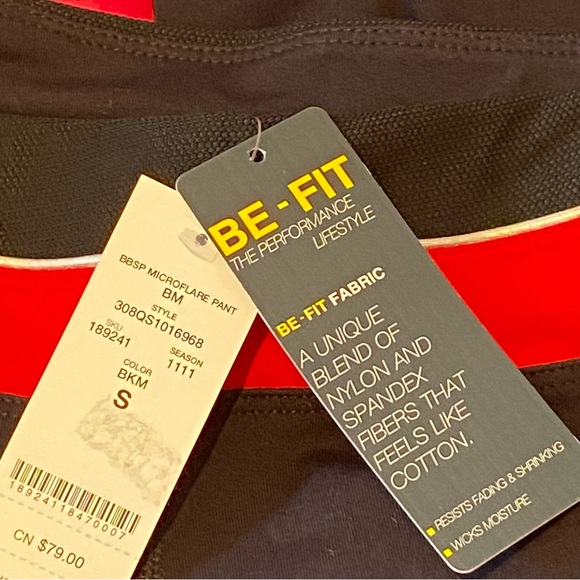 BBSP MICROFLARE PANT
BM
STYLE
308QS1016968
SKU
189241
SEASON
1111
COLOR
BKM
S
18924118470007
CN $79.00
BE-FIT
THE PERFORMANCE
LIFESTYLE
BE-FIT FABRIC
A UNIQUE
BLEND OF
NYLON AND
SPANDEX
FIBERS THAT
FEELS LIKE
COTTON.
RESISTS FADING & SHRINKING
WICKS MOISTURE